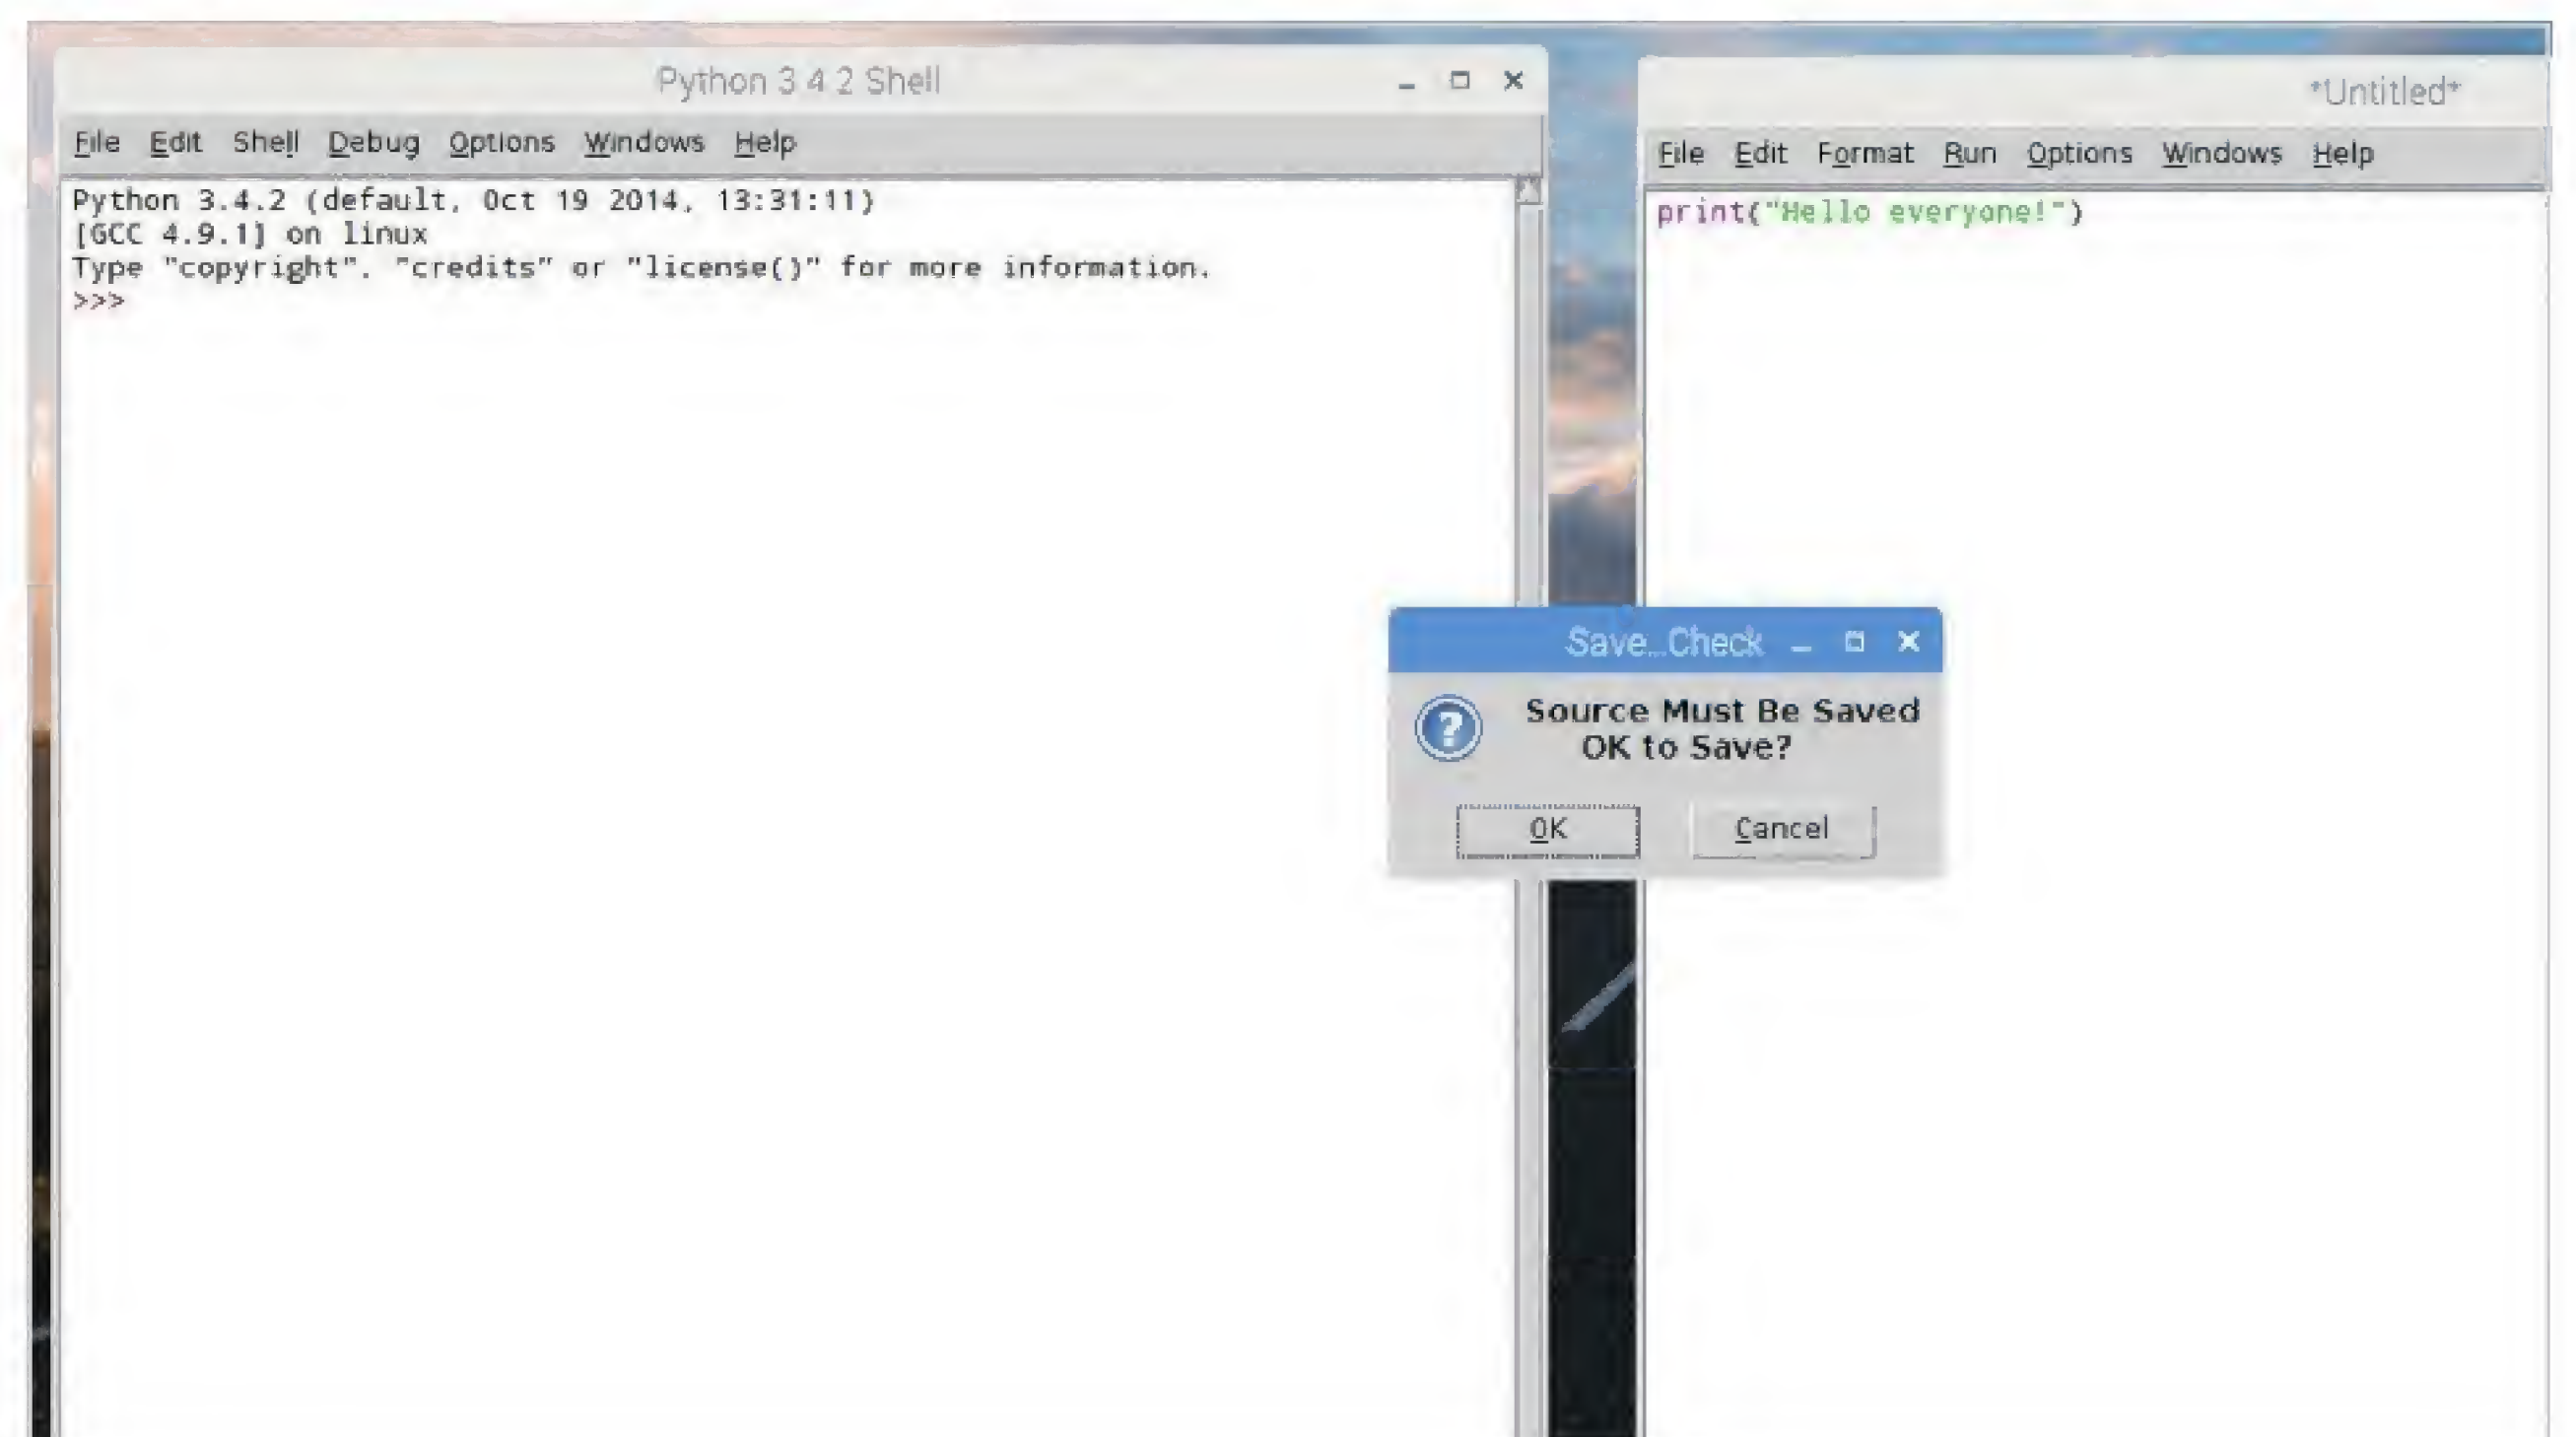 Python 3.4.2 Shell
File Edit Shell Debug Options Windows Help
Python 3.4.2 (default, Oct 19 2014, 13:31:11)
[GCC 4.9.1] on linux
Type "copyright", "credits" or "license()" for more information.
>>>
*Untitled*
File Edit Format Run Options Windows Help
print("Hello everyone!")
Save...Check
Source Must Be Saved
OK to Save?
OK Cancel